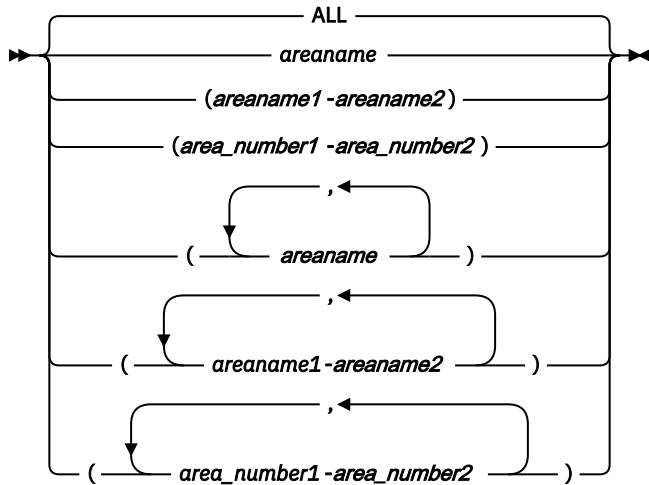 ALL
areaname
(areaname1-areaname2)
(area_number1-area_number2)
,
( areaname )
,
( areaname1-areaname2 )
,
( area_number1-area_number2 )